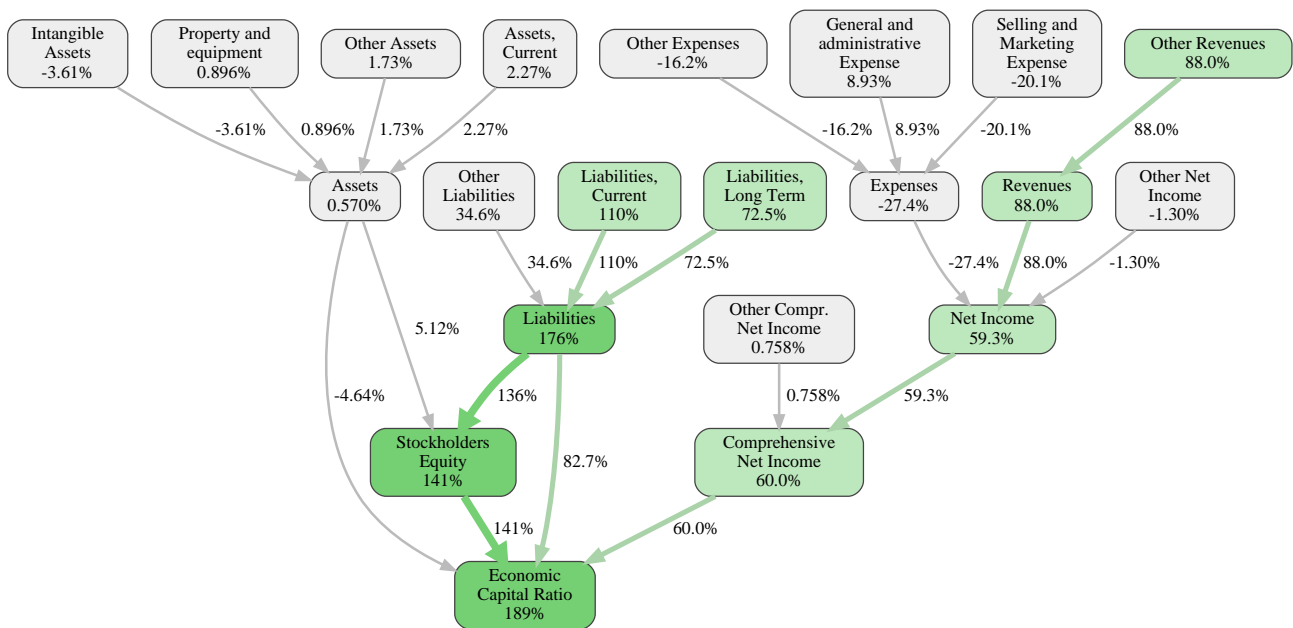 Intangible
Assets
-3.61%
Property and
equipment
0.896%
Other Assets
1.73%
Assets,
Current
2.27%
Other Expenses
-16.2%
General and
administrative
Expense
8.93%
Selling and
Marketing
Expense
-20.1%
Other Revenues
88.0%
-3.61%
0.896%
1.73%
2.27%
-16.2%
8.93%
-20.1%
88.0%
Assets
0.570%
Other
Liabilities
34.6%
Liabilities,
Current
110%
Liabilities,
Long Term
72.5%
Expenses
-27.4%
Revenues
88.0%
Other Net
Income
-1.30%
34.6%
110%
72.5%
-27.4%
88.0%
-1.30%
5.12%
Liabilities
176%
Other Compr.
Net Income
0.758%
Net Income
59.3%
-4.64%
136%
0.758%
59.3%
Stockholders
Equity
141%
82.7%
Comprehensive
Net Income
60.0%
141%
60.0%
Economic
Capital Ratio
189%